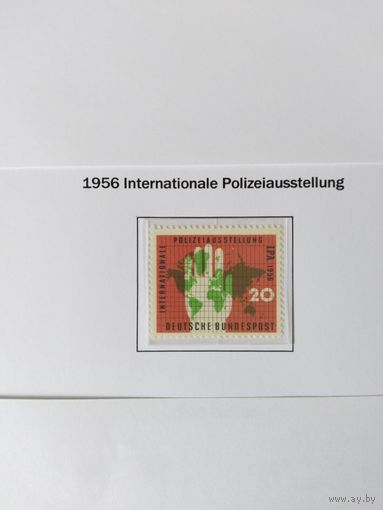 1956 Internationale Polizeiausstellung
INTERNATIONALE
POLIZEIAUSSTELLUNG
IPA 1956
20
DEUTSCHE BUNDESPOST
www.ay.by